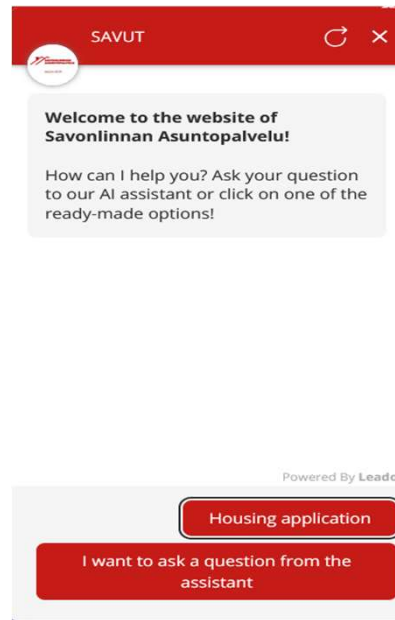 SAVUT
Welcome to the website of
Savonlinnan Asuntopalvelu!
How can I help you? Ask your question
to our AI assistant or click on one of the
ready-made options!
Powered By Leado
Housing application
I want to ask a question from the
assistant